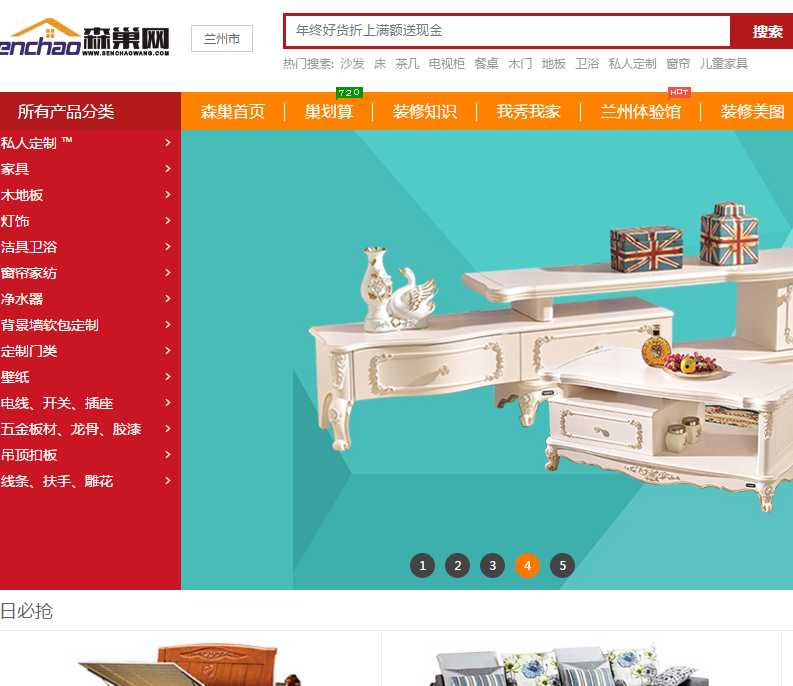 enchao 森巢网
WWW.SENCHAOWANG.COM
兰州市
年终好货折上满额送现金
搜索
热门搜索: 沙发 床 茶几 电视柜 餐桌 木门 地板 卫浴 私人定制 窗帘 儿童家具
720
HOT
所有产品分类
森巢首页 巢划算 装修知识 我秀我家 兰州体验馆 装修美图
私人定制 ™ >
家具 >
木地板 >
灯饰 >
洁具卫浴 >
窗帘家纺 >
净水器 >
背景墙软包定制 >
定制门类 >
壁纸 >
电线、开关、插座 >
五金板材、龙骨、胶漆 >
吊顶扣板 >
线条、扶手、雕花 >
1 2 3 4 5
日必抢